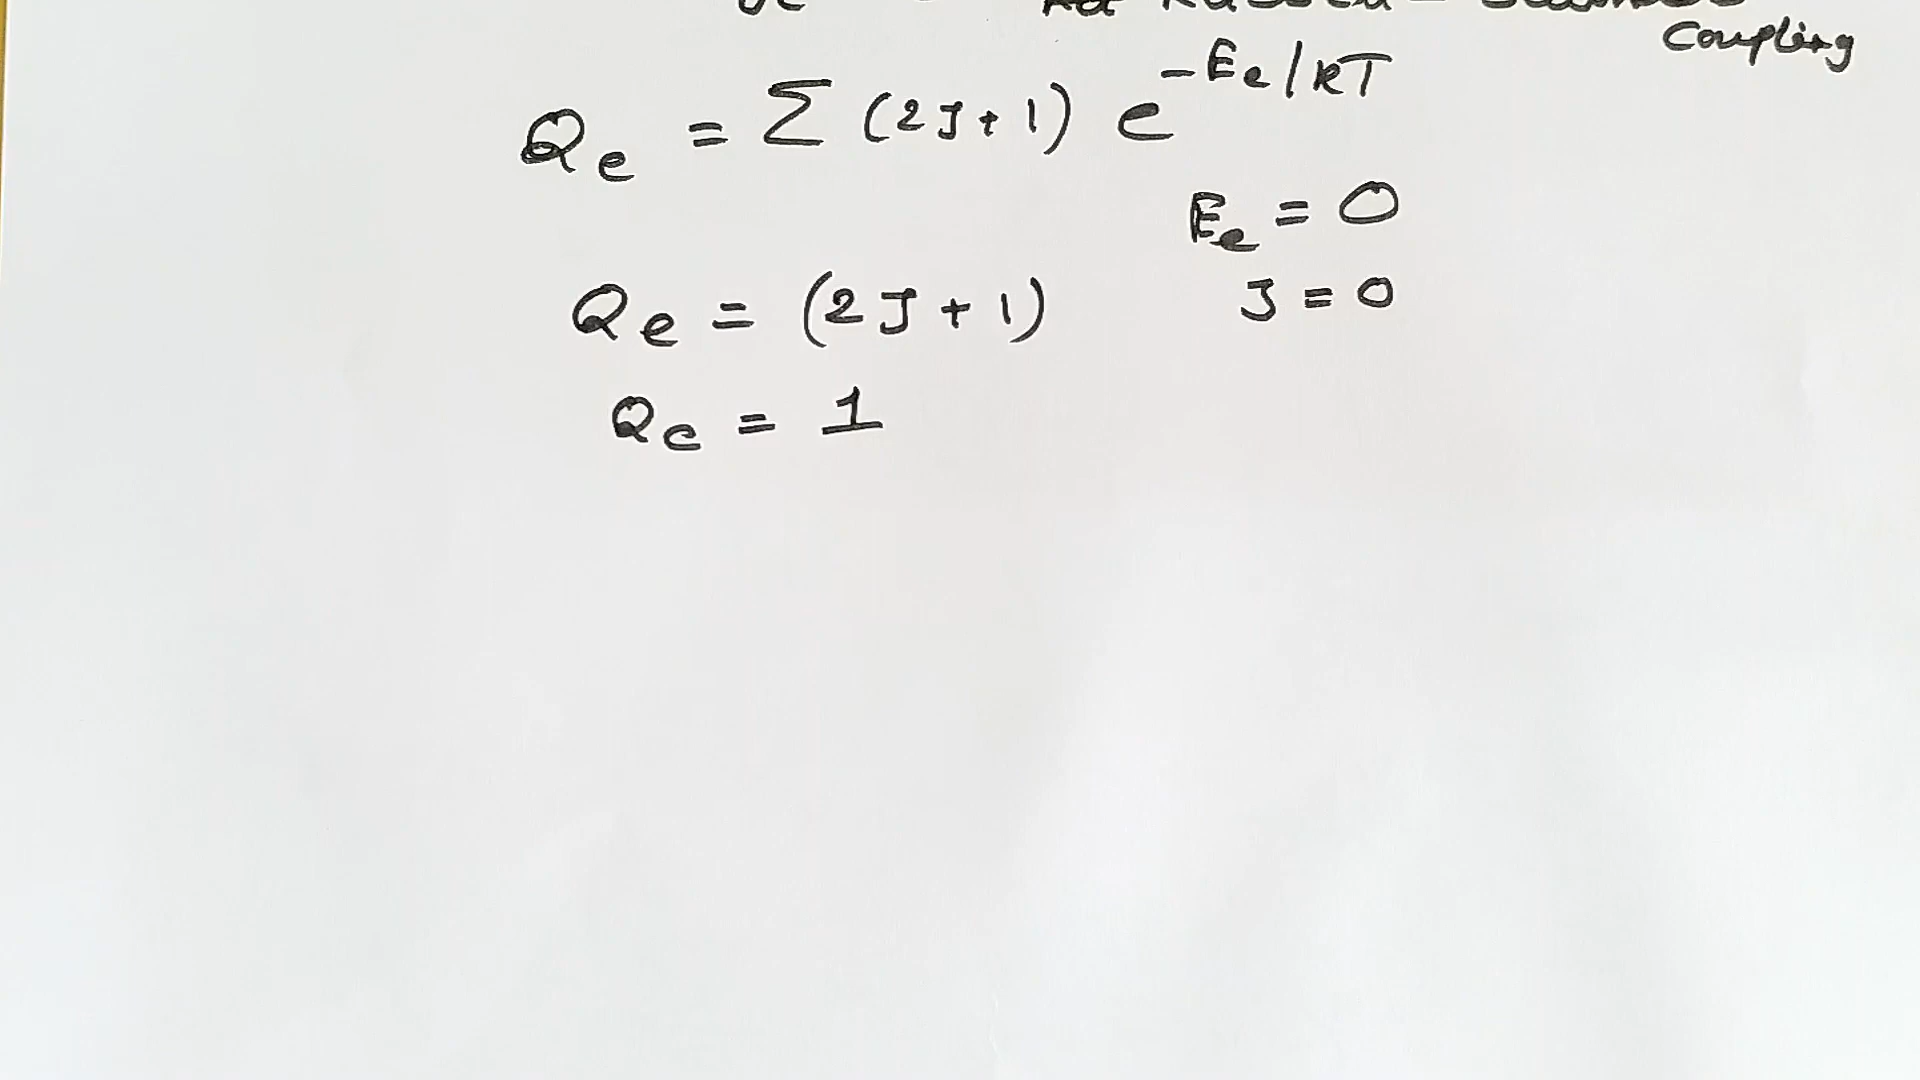 Coupling
Qe = Σ (2J+1) e^-Ee/kT
Ee = 0
Qe = (2J+1) J = 0
Qe = 1